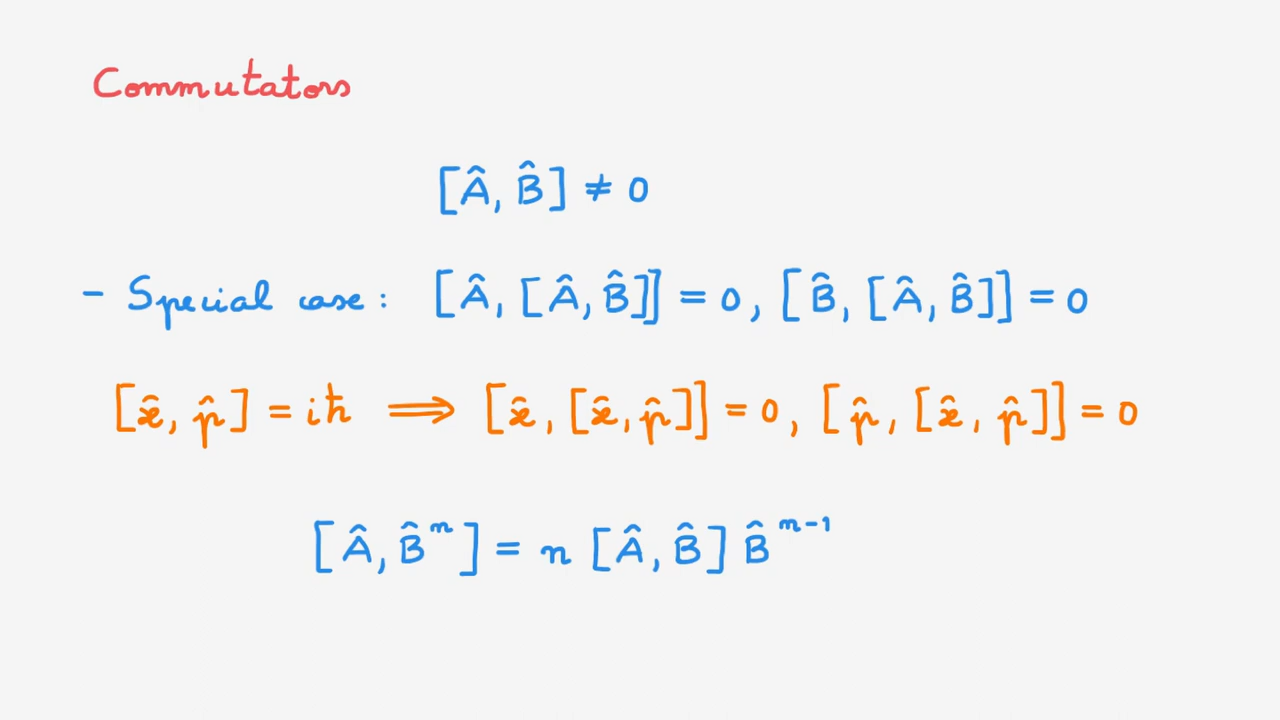 Commutators
[Â, B̂] ≠ 0
- Special case: [Â, [Â, B̂]] = 0, [B̂, [Â, B̂]] = 0
[x̂, p̂] = iħ ⟹ [x̂, [x̂, p̂]] = 0, [p̂, [x̂, p̂]] = 0
[Â, B̂ⁿ] = n [Â, B̂] B̂ⁿ⁻¹